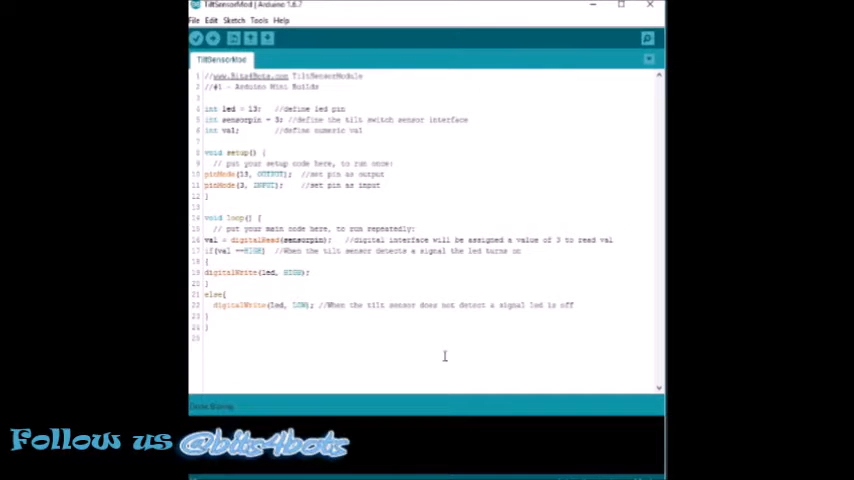 TiltSensorMod | Arduino 1.6.7
File Edit Sketch Tools Help
TiltSensorMod
1 //www.Bits4Bots.com TiltSensorModule
2 //#1 - Arduino Mini Builds
3
4 int led = 13; //define led pin
5 int sensorpin = 3; //define the tilt switch sensor interface
6 int val; //define numeric val
7
8 void setup() {
9 // put your setup code here, to run once:
10 pinMode(13, OUTPUT); //set pin as output
11 pinMode(3, INPUT); //set pin as input
12 }
13
14 void loop() {
15 // put your main code here, to run repeatedly:
16 val = digitalRead(sensorpin); //digital interface will be assigned a value of 3 to read val
17 if(val ==HIGH) //When the tilt sensor detects a signal the led turns on
18 {
19 digitalWrite(led, HIGH);
20 }
21 else{
22 digitalWrite(led, LOW); //When the tilt sensor does not detect a signal led is off
23 }
24 }
25
Done Saving
Follow us @bits4bots